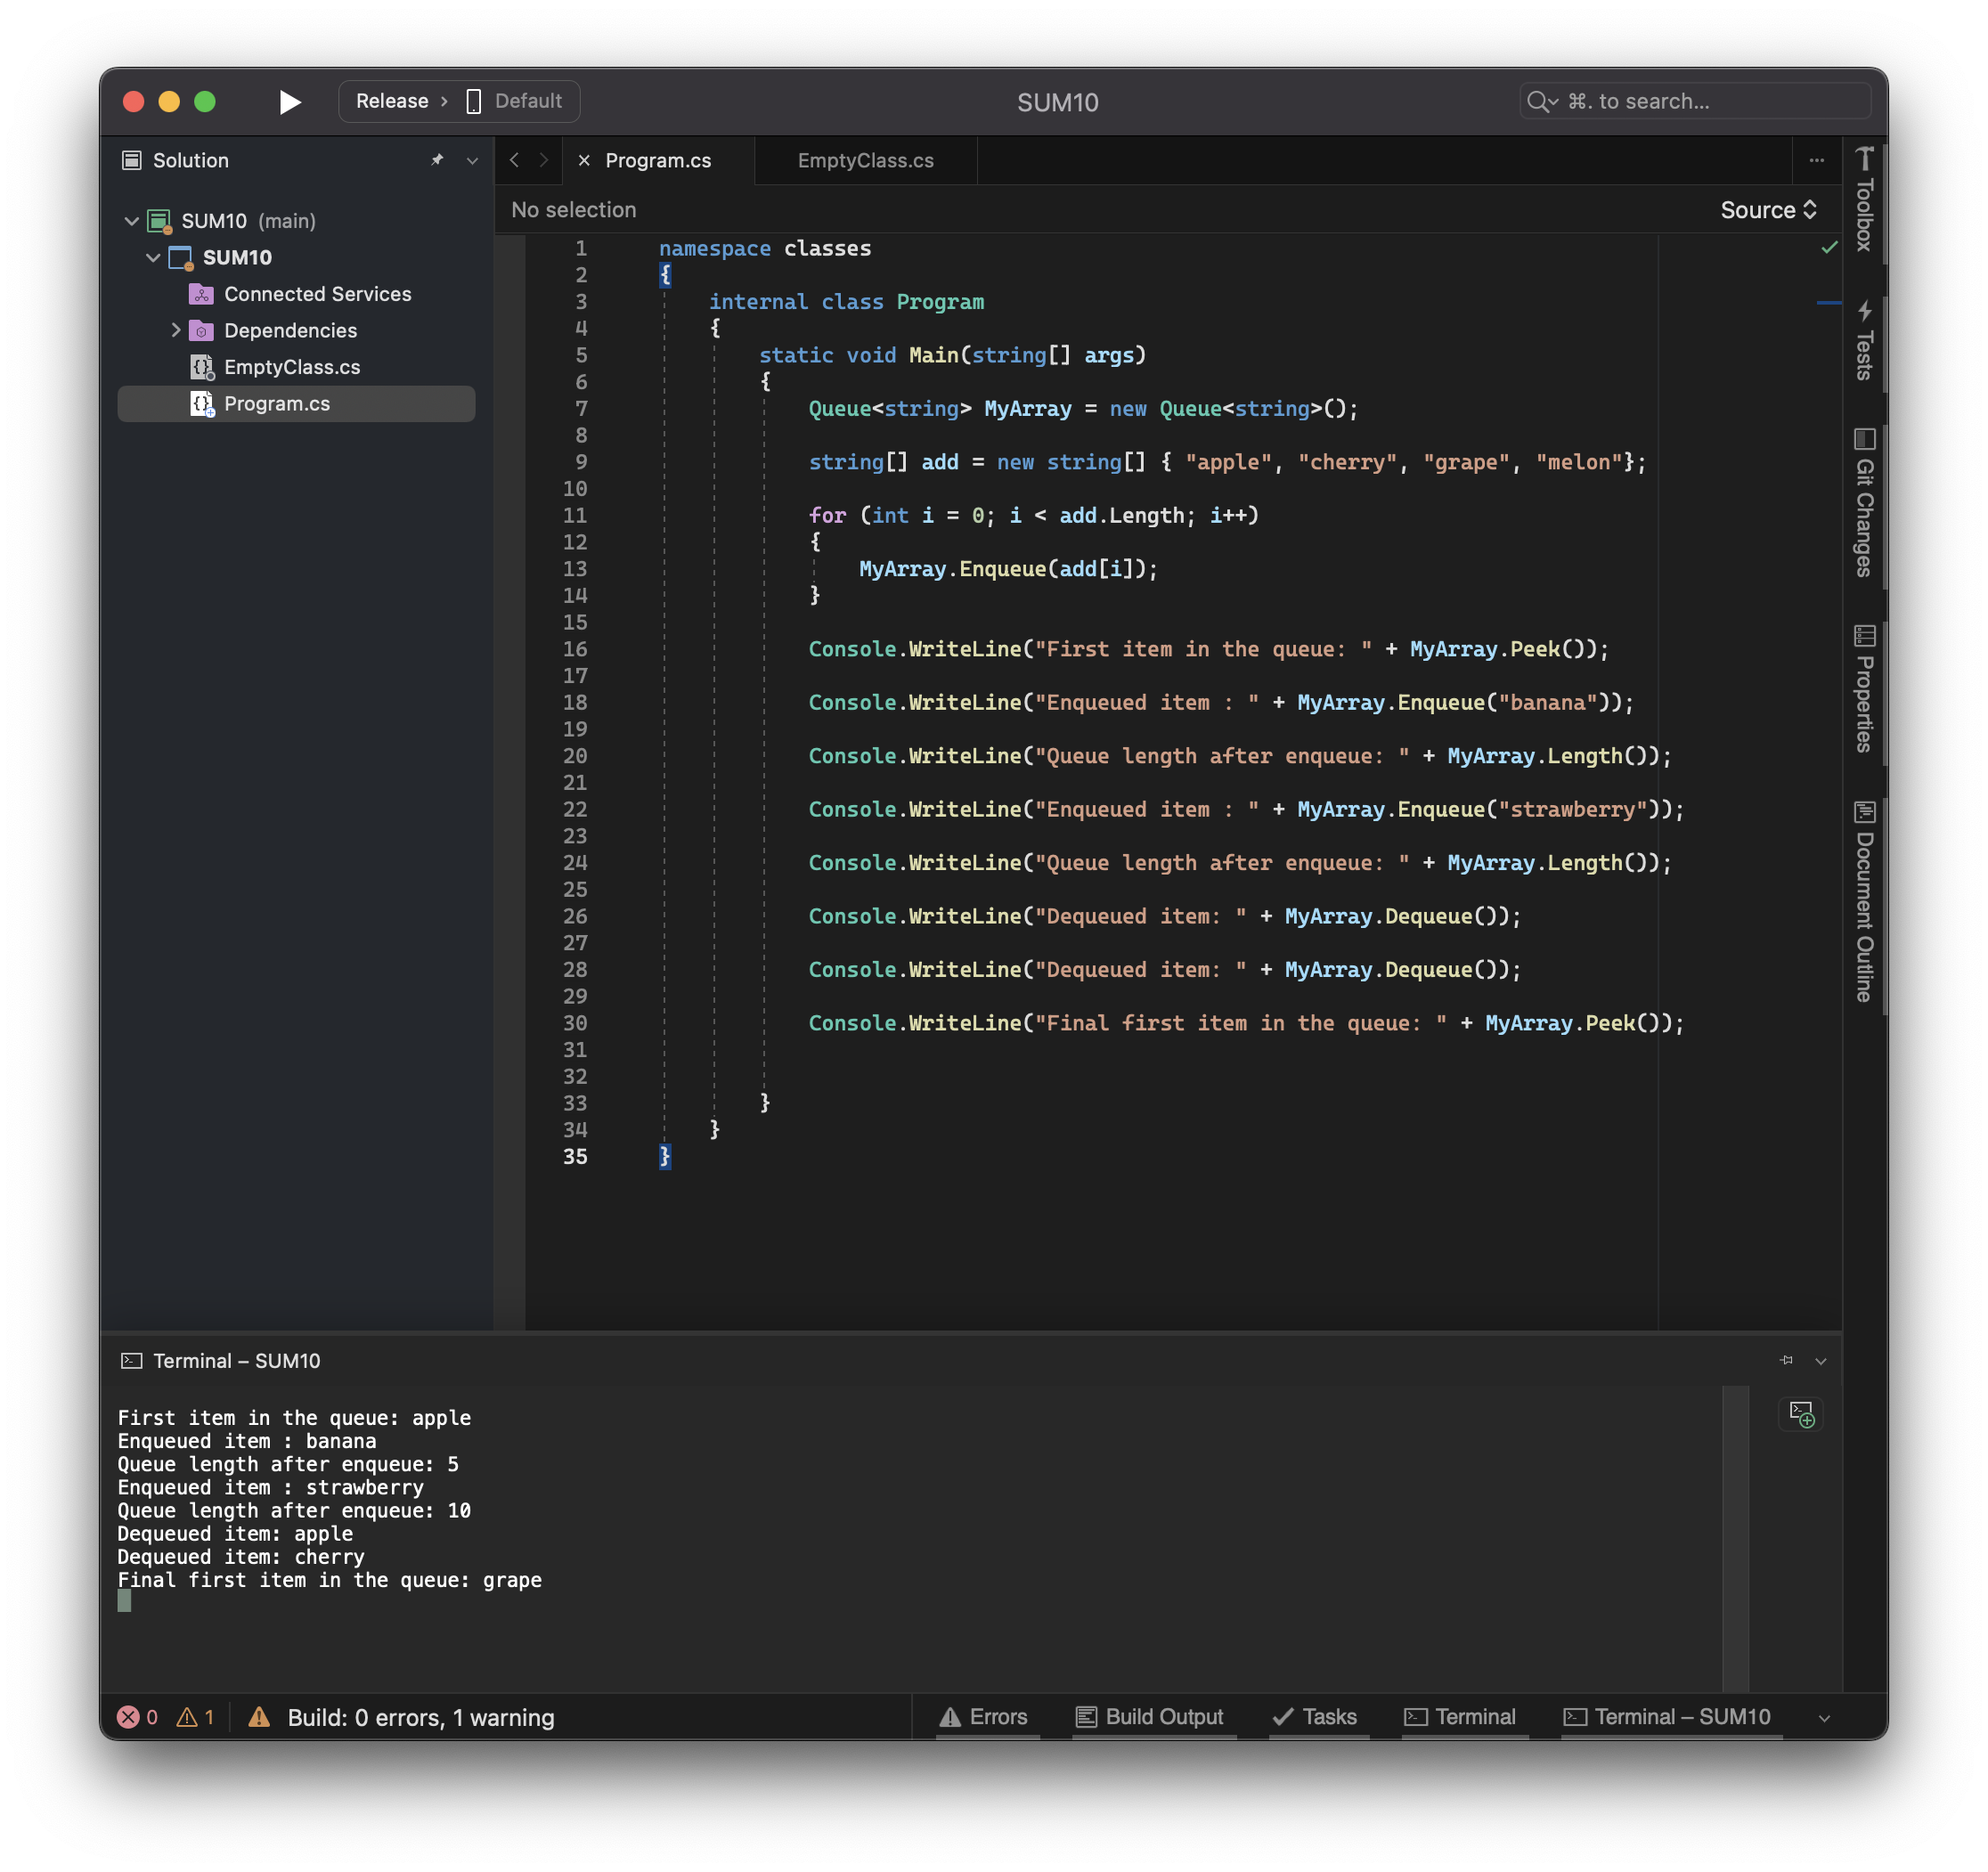 Release › Default
SUM10
⌘. to search...
Solution
Program.cs
EmptyClass.cs
...
No selection
Source
SUM10 (main)
SUM10
Connected Services
Dependencies
EmptyClass.cs
Program.cs
1 namespace classes
2 {
3 internal class Program
4 {
5 static void Main(string[] args)
6 {
7 Queue<string> MyArray = new Queue<string>();
8
9 string[] add = new string[] { "apple", "cherry", "grape", "melon"};
10
11 for (int i = 0; i < add.Length; i++)
12 {
13 MyArray.Enqueue(add[i]);
14 }
15
16 Console.WriteLine("First item in the queue: " + MyArray.Peek());
17
18 Console.WriteLine("Enqueued item : " + MyArray.Enqueue("banana"));
19
20 Console.WriteLine("Queue length after enqueue: " + MyArray.Length());
21
22 Console.WriteLine("Enqueued item : " + MyArray.Enqueue("strawberry"));
23
24 Console.WriteLine("Queue length after enqueue: " + MyArray.Length());
25
26 Console.WriteLine("Dequeued item: " + MyArray.Dequeue());
27
28 Console.WriteLine("Dequeued item: " + MyArray.Dequeue());
29
30 Console.WriteLine("Final first item in the queue: " + MyArray.Peek());
31
32
33 }
34 }
35 }
Toolbox
Tests
Git Changes
Properties
Document Outline
Terminal – SUM10
First item in the queue: apple
Enqueued item : banana
Queue length after enqueue: 5
Enqueued item : strawberry
Queue length after enqueue: 10
Dequeued item: apple
Dequeued item: cherry
Final first item in the queue: grape
0 1 Build: 0 errors, 1 warning
Errors
Build Output
Tasks
Terminal
Terminal – SUM10